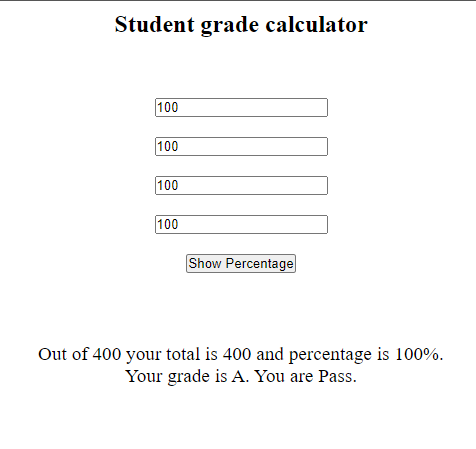 Student grade calculator
100
100
100
100
Show Percentage
Out of 400 your total is 400 and percentage is 100%.
Your grade is A. You are Pass.